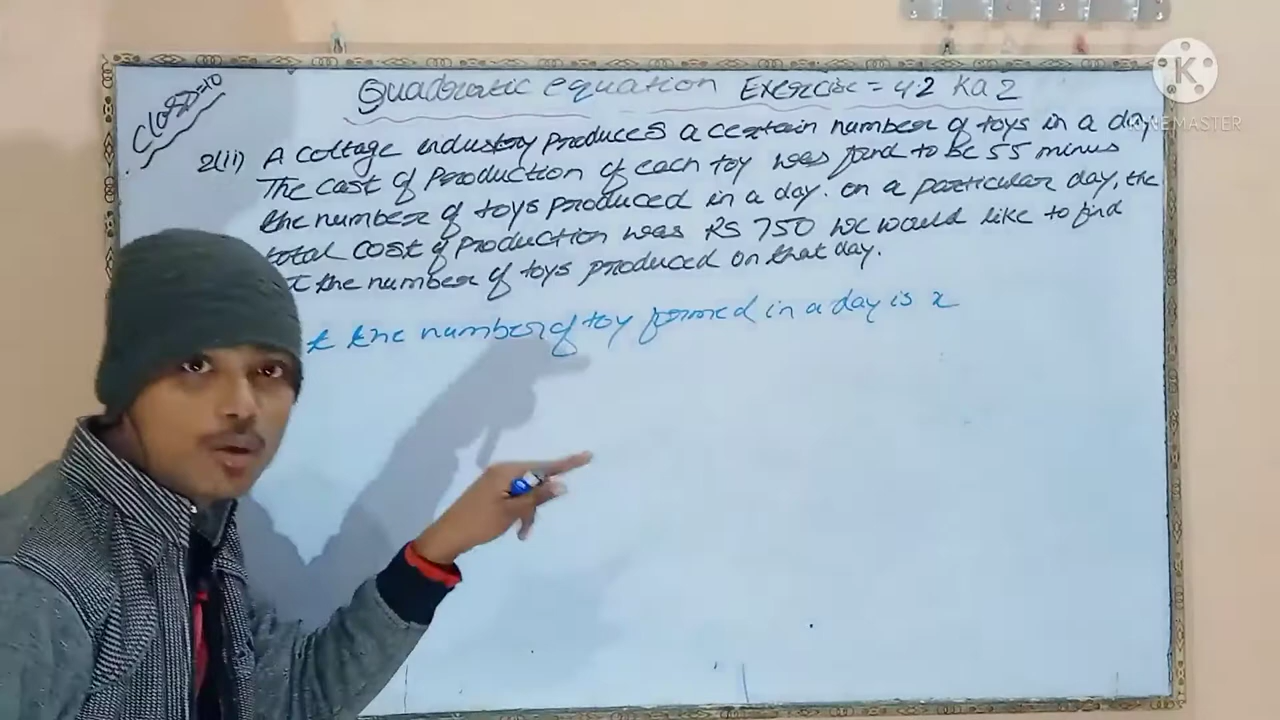 Class=10
Quadratic equation Exercise = 4.2 Ka 2
2(ii) A cottage industry produces a certain number of toys in a day.
The cost of production of each toy was found to be 55 minus
the number of toys produced in a day. on a particular day, the
total cost of production was RS 750 we would like to find
the number of toys produced on that day.
the number of toy formed in a day is x
K
KINEMASTER